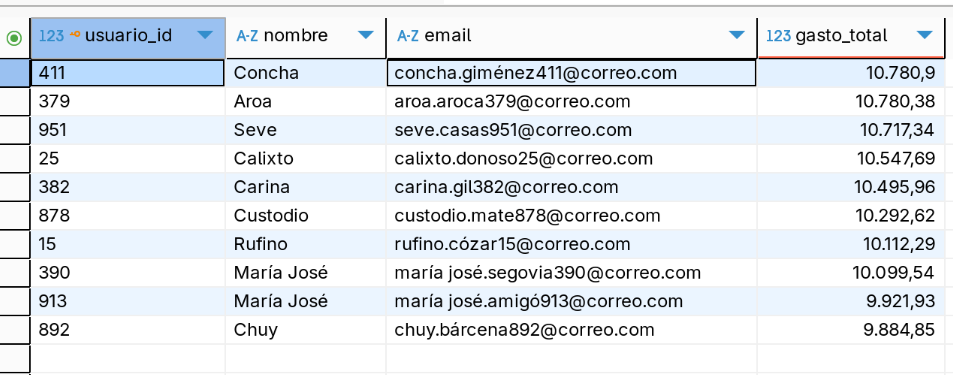 123 usuario_id A-Z nombre A-Z email 123 gasto_total
411 Concha concha.giménez411@correo.com 10.780,9
379 Aroa aroa.aroca379@correo.com 10.780,38
951 Seve seve.casas951@correo.com 10.717,34
25 Calixto calixto.donoso25@correo.com 10.547,69
382 Carina carina.gil382@correo.com 10.495,96
878 Custodio custodio.mate878@correo.com 10.292,62
15 Rufino rufino.cózar15@correo.com 10.112,29
390 María José maría josé.segovia390@correo.com 10.099,54
913 María José maría josé.amigó913@correo.com 9.921,93
892 Chuy chuy.bárcena892@correo.com 9.884,85